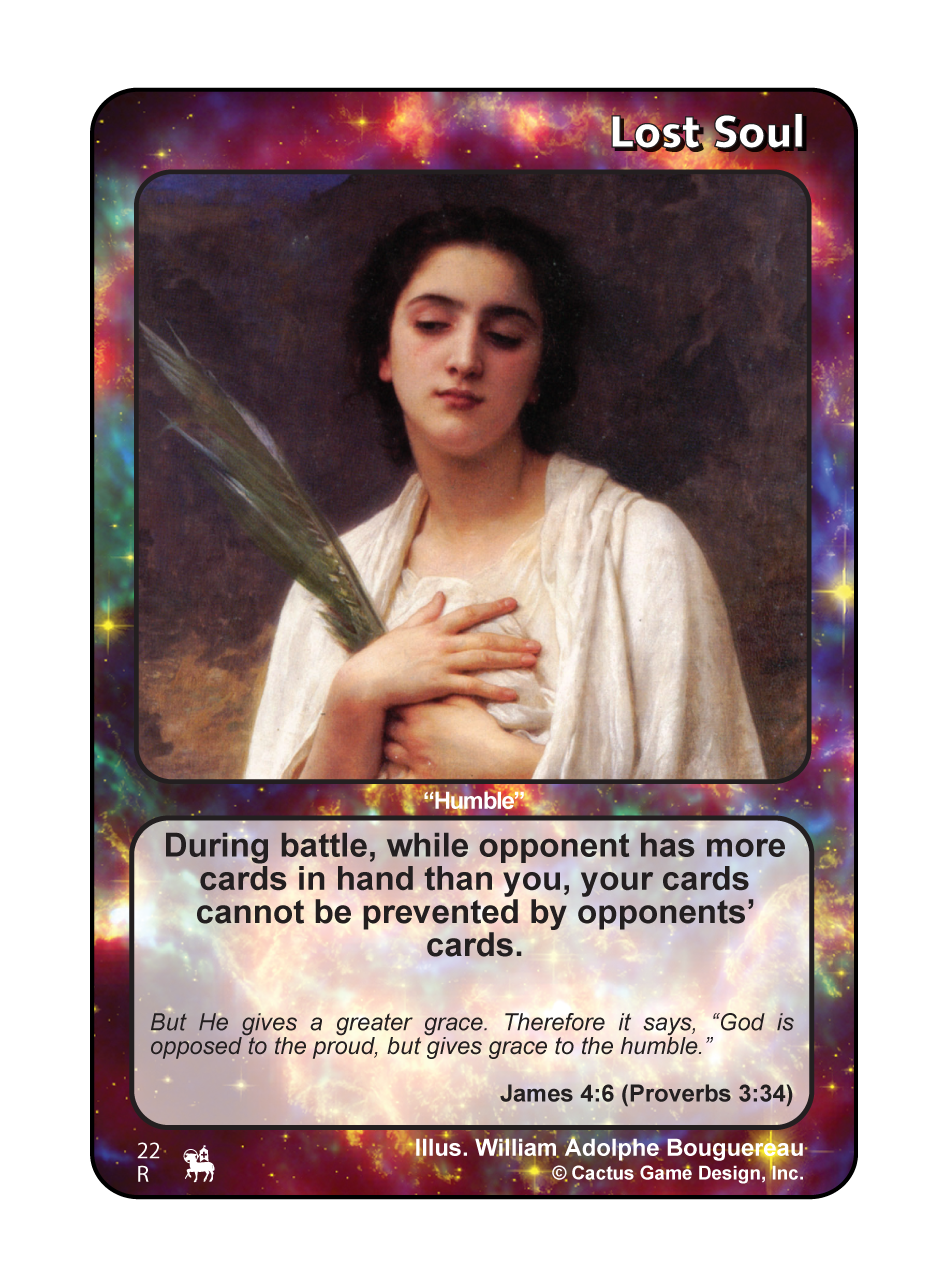 Lost Soul
“Humble”
During battle, while opponent has more
cards in hand than you, your cards
cannot be prevented by opponents’
cards.
But He gives a greater grace. Therefore it says, “God is
opposed to the proud, but gives grace to the humble.”
James 4:6 (Proverbs 3:34)
22
R
Illus. William Adolphe Bouguereau
© Cactus Game Design, Inc.